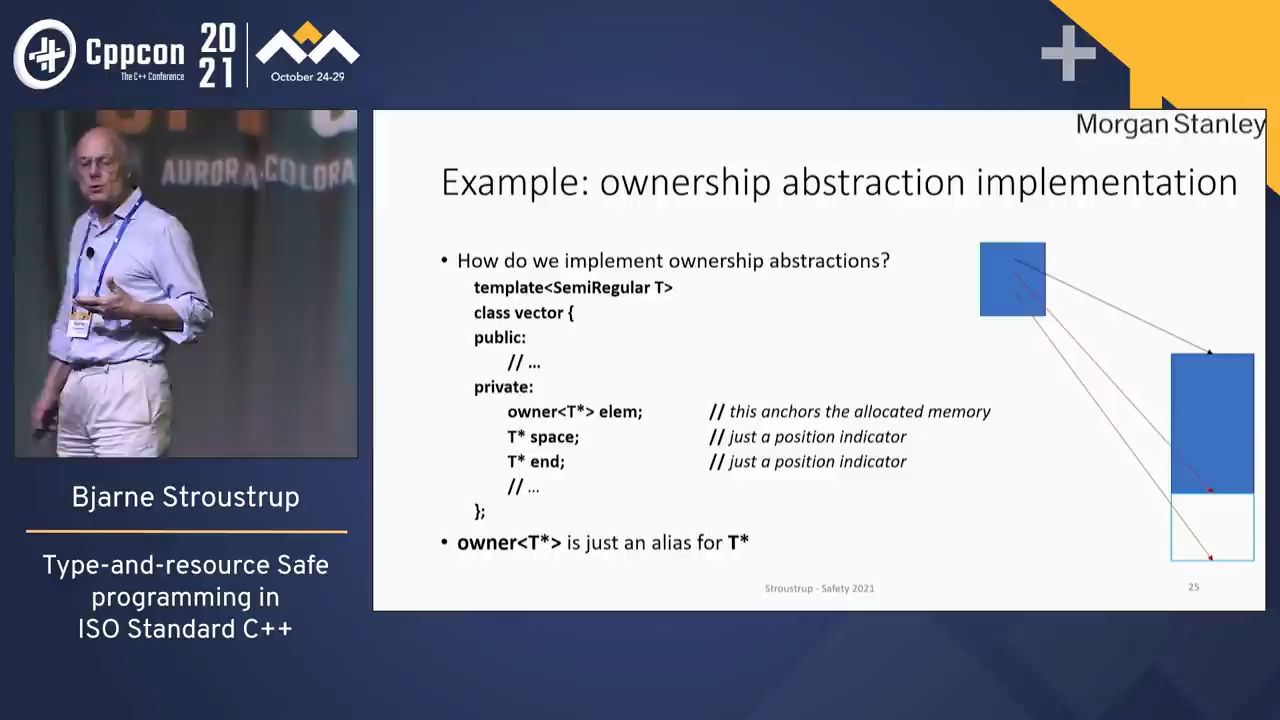 Cppcon
The C++ Conference
20
21
October 24-29
AURORA, COLORA
Bjarne Stroustrup
Type-and-resource Safe
programming in
ISO Standard C++
Morgan Stanley
Example: ownership abstraction implementation
• How do we implement ownership abstractions?
template<SemiRegular T>
class vector {
public:
// …
private:
owner<T*> elem; // this anchors the allocated memory
T* space; // just a position indicator
T* end; // just a position indicator
// …
};
• owner<T*> is just an alias for T*
Stroustrup - Safety 2021
25